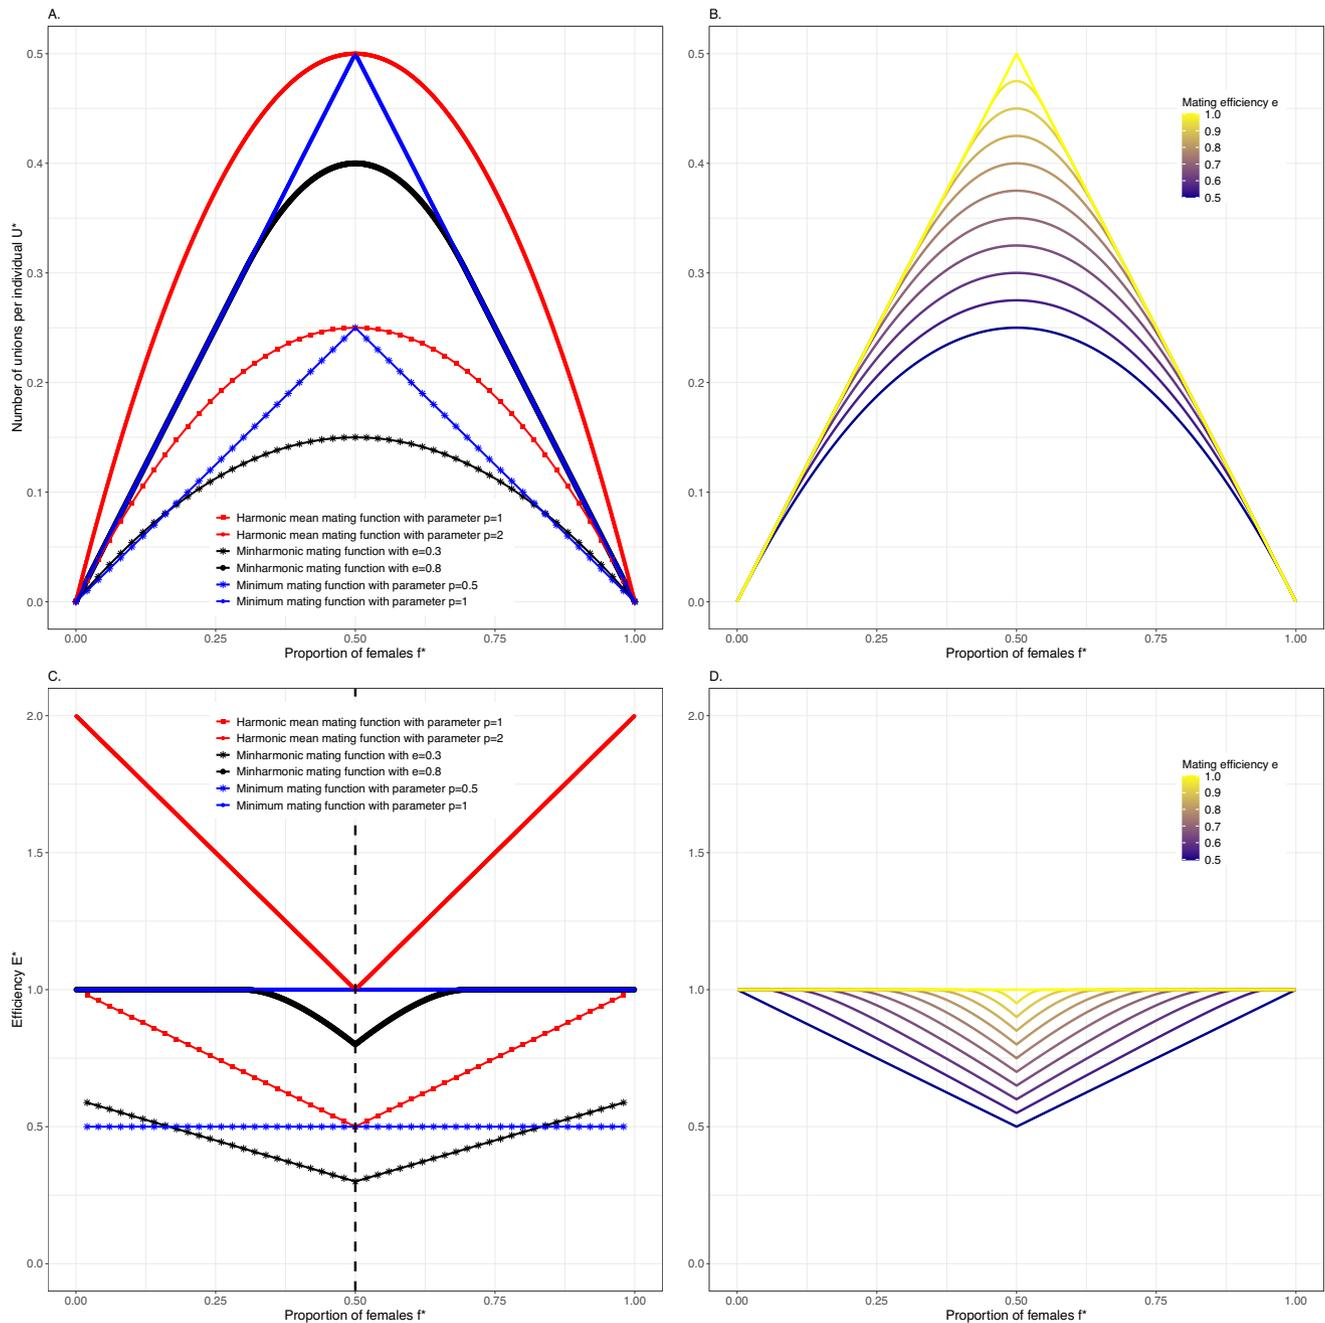 A.
Number of unions per individual U*
0.5
0.4
0.3
0.2
0.1
0.0
Harmonic mean mating function with parameter p=1
Harmonic mean mating function with parameter p=2
Minharmonic mating function with e=0.3
Minharmonic mating function with e=0.8
Minimum mating function with parameter p=0.5
Minimum mating function with parameter p=1
0.00 0.25 0.50 0.75 1.00
Proportion of females f*
B.
0.5
0.4
0.3
0.2
0.1
0.0
Mating efficiency e
1.0
0.9
0.8
0.7
0.6
0.5
0.00 0.25 0.50 0.75 1.00
Proportion of females f*
C.
Efficiency E*
2.0
1.5
1.0
0.5
0.0
Harmonic mean mating function with parameter p=1
Harmonic mean mating function with parameter p=2
Minharmonic mating function with e=0.3
Minharmonic mating function with e=0.8
Minimum mating function with parameter p=0.5
Minimum mating function with parameter p=1
0.00 0.25 0.50 0.75 1.00
Proportion of females f*
D.
2.0
1.5
1.0
0.5
0.0
Mating efficiency e
1.0
0.9
0.8
0.7
0.6
0.5
0.00 0.25 0.50 0.75 1.00
Proportion of females f*